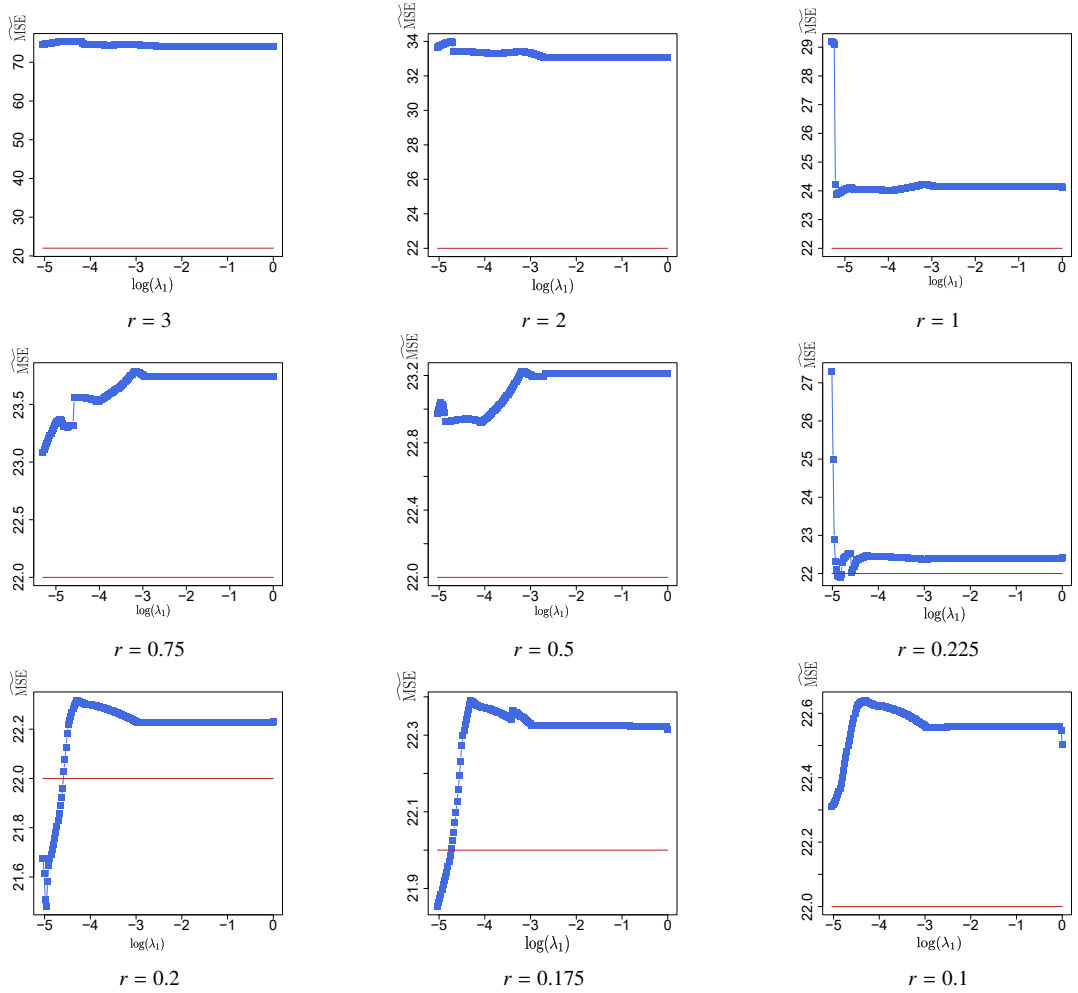 MSE
70
60
50
40
30
20
−5 −4 −3 −2 −1 0
log(λ₁)
r = 3
MSE
34
32
30
28
26
24
22
−5 −4 −3 −2 −1 0
log(λ₁)
r = 2
MSE
29
28
27
26
25
24
23
22
−5 −4 −3 −2 −1 0
log(λ₁)
r = 1
MSE
23.5
23.0
22.5
22.0
−5 −4 −3 −2 −1 0
log(λ₁)
r = 0.75
MSE
23.2
22.8
22.4
22.0
−5 −4 −3 −2 −1 0
log(λ₁)
r = 0.5
MSE
27
26
25
24
23
22
−5 −4 −3 −2 −1 0
log(λ₁)
r = 0.225
MSE
22.2
22.0
21.8
21.6
−5 −4 −3 −2 −1 0
log(λ₁)
r = 0.2
MSE
22.3
22.1
21.9
−5 −4 −3 −2 −1 0
log(λ₁)
r = 0.175
MSE
22.6
22.4
22.2
22.0
−5 −4 −3 −2 −1 0
log(λ₁)
r = 0.1